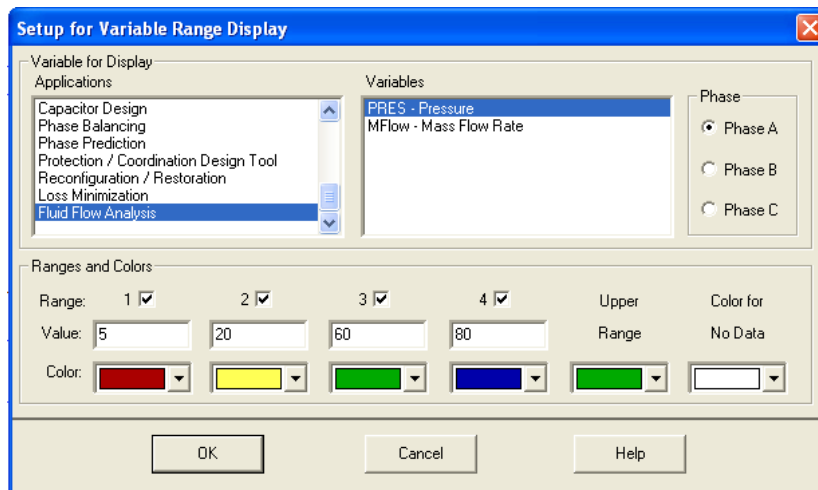 Setup for Variable Range Display
Variable for Display
Applications
Capacitor Design
Phase Balancing
Phase Prediction
Protection / Coordination Design Tool
Reconfiguration / Restoration
Loss Minimization
Fluid Flow Analysis
Variables
PRES - Pressure
MFlow - Mass Flow Rate
Phase
Phase A
Phase B
Phase C
Ranges and Colors
Range: 1 2 3 4 Upper Color for
Value: 5 20 60 80 Range No Data
Color:
OK Cancel Help